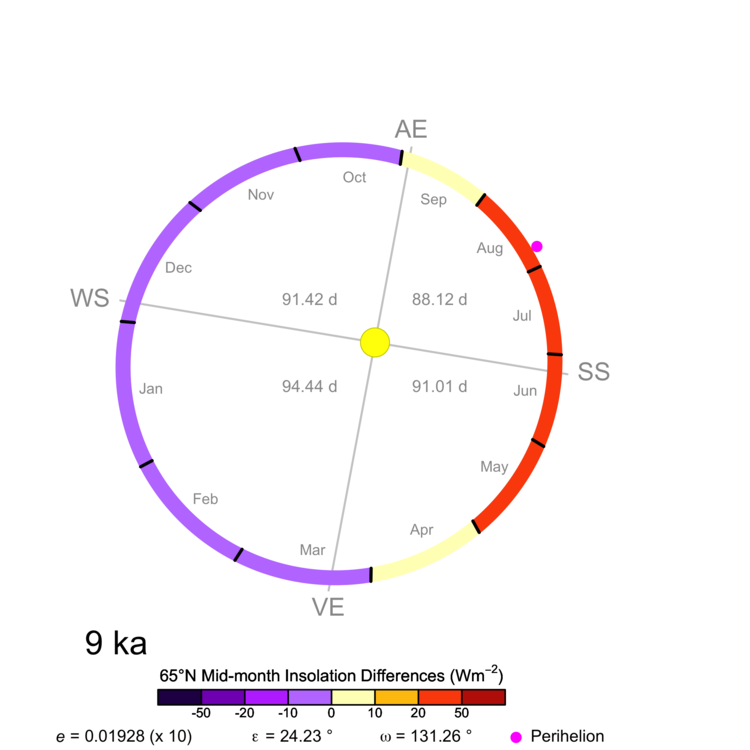 AE
Oct
Sep
Nov
Aug
Dec
WS
91.42 d
88.12 d
Jul
SS
94.44 d
91.01 d
Jan
Jun
May
Feb
Apr
Mar
VE
9 ka
65°N Mid-month Insolation Differences (Wm⁻²)
-50 -20 -10 0 10 20 50
e = 0.01928 (x 10) ε = 24.23 ° ω = 131.26 ° Perihelion